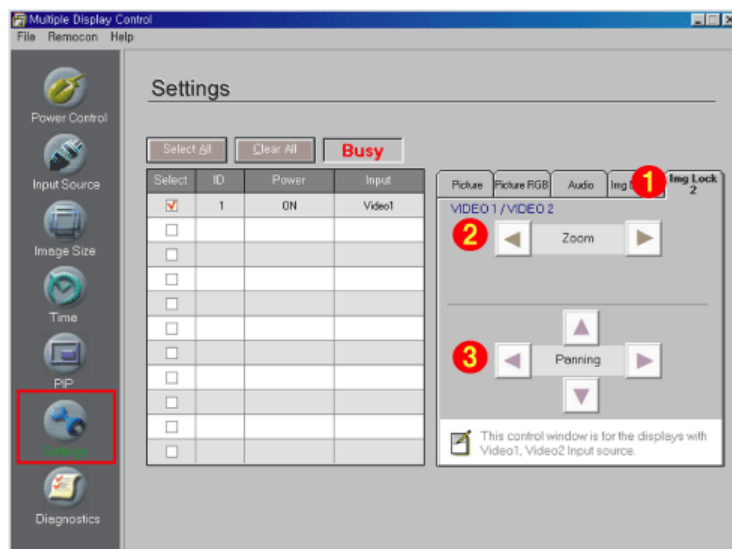 Multiple Display Control
File Remocon Help
Settings
Power Control
Input Source
Image Size
Time
PIP
Settings
Diagnostics
Select All Clear All Busy
Select ID Power Input
1 ON Video1
Picture Picture RGB Audio Img 1 Img Lock 2
VIDEO 1 / VIDEO 2
2 Zoom
3 Panning
This control window is for the displays with
Video1, Video2 Input source.